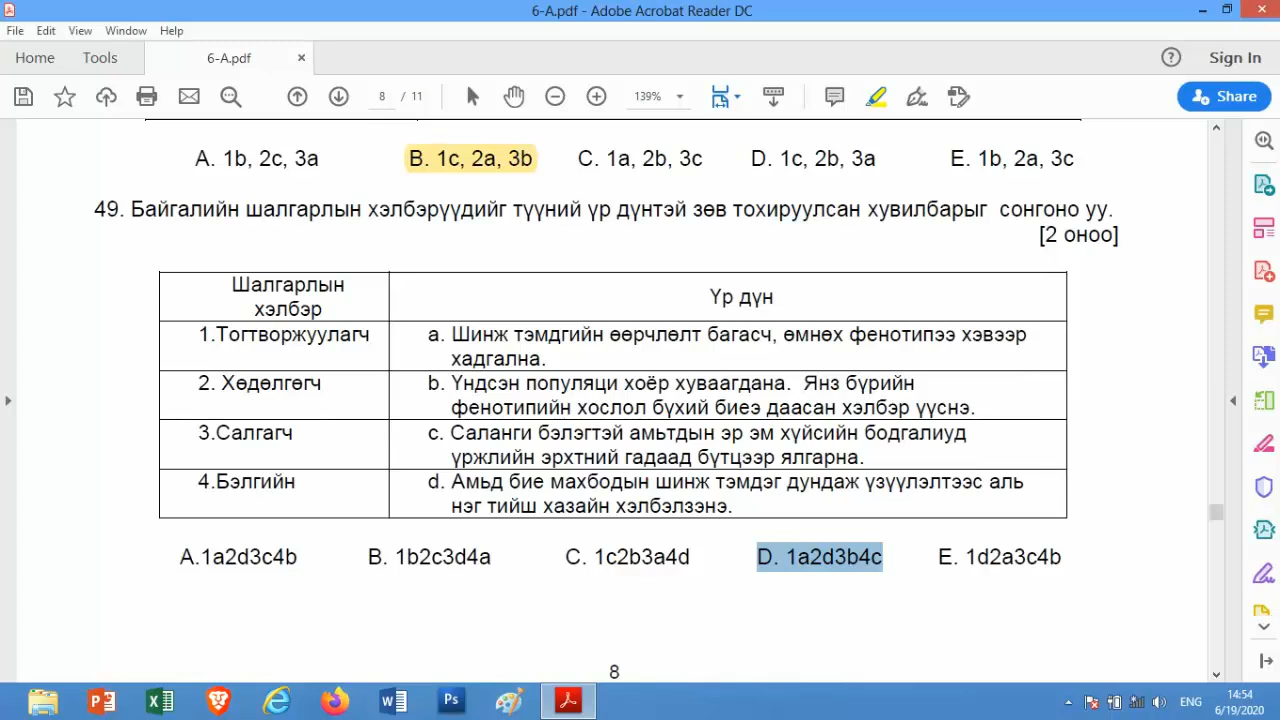 6-A.pdf - Adobe Acrobat Reader DC
File Edit View Window Help
Home Tools 6-A.pdf × Sign In
8 / 11 139% Share
A. 1b, 2c, 3a B. 1c, 2a, 3b C. 1a, 2b, 3c D. 1c, 2b, 3a E. 1b, 2a, 3c
49. Байгалийн шалгарлын хэлбэрүүдийг түүний үр дүнтэй зөв тохируулсан хувилбарыг сонгоно уу.
[2 оноо]
Шалгарлын
хэлбэр
Үр дүн
1.Тогтворжуулагч
a. Шинж тэмдгийн өөрчлөлт багасч, өмнөх фенотипээ хэвээр
хадгална.
2. Хөдөлгөгч
b. Үндсэн популяци хоёр хуваагдана. Янз бүрийн
фенотипийн хослол бүхий биеэ даасан хэлбэр үүснэ.
3.Салгагч
c. Саланги бэлэгтэй амьтдын эр эм хүйсийн бодгалиуд
үржлийн эрхтний гадаад бүтцээр ялгарна.
4.Бэлгийн
d. Амьд бие махбодын шинж тэмдэг дундаж үзүүлэлтээс аль
нэг тийш хазайн хэлбэлзэнэ.
A.1a2d3c4b B. 1b2c3d4a C. 1c2b3a4d D. 1a2d3b4c E. 1d2a3c4b
8
ENG 14:54
6/19/2020